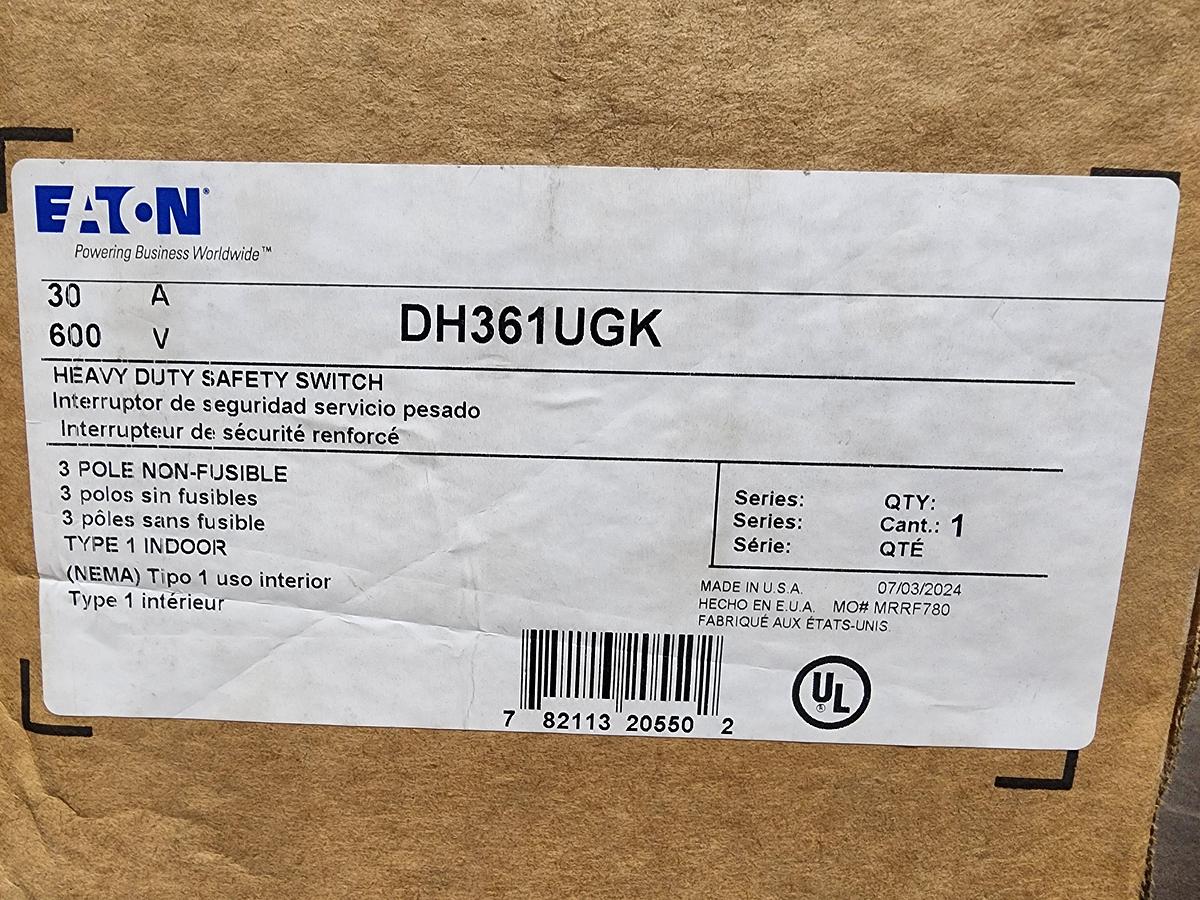 EATON®
Powering Business Worldwide™
30 A
600 V
DH361UGK
HEAVY DUTY SAFETY SWITCH
Interruptor de seguridad servicio pesado
Interrupteur de sécurité renforcé
3 POLE NON-FUSIBLE
3 polos sin fusibles
3 pôles sans fusible
TYPE 1 INDOOR
(NEMA) Tipo 1 uso interior
Type 1 intérieur
Series: QTY:
Series: Cant.: 1
Série: QTÉ
MADE IN U.S.A. 07/03/2024
HECHO EN E.U.A. MO# MRRF780
FABRIQUÉ AUX ÉTATS-UNIS.
7 82113 20550 2
UL®